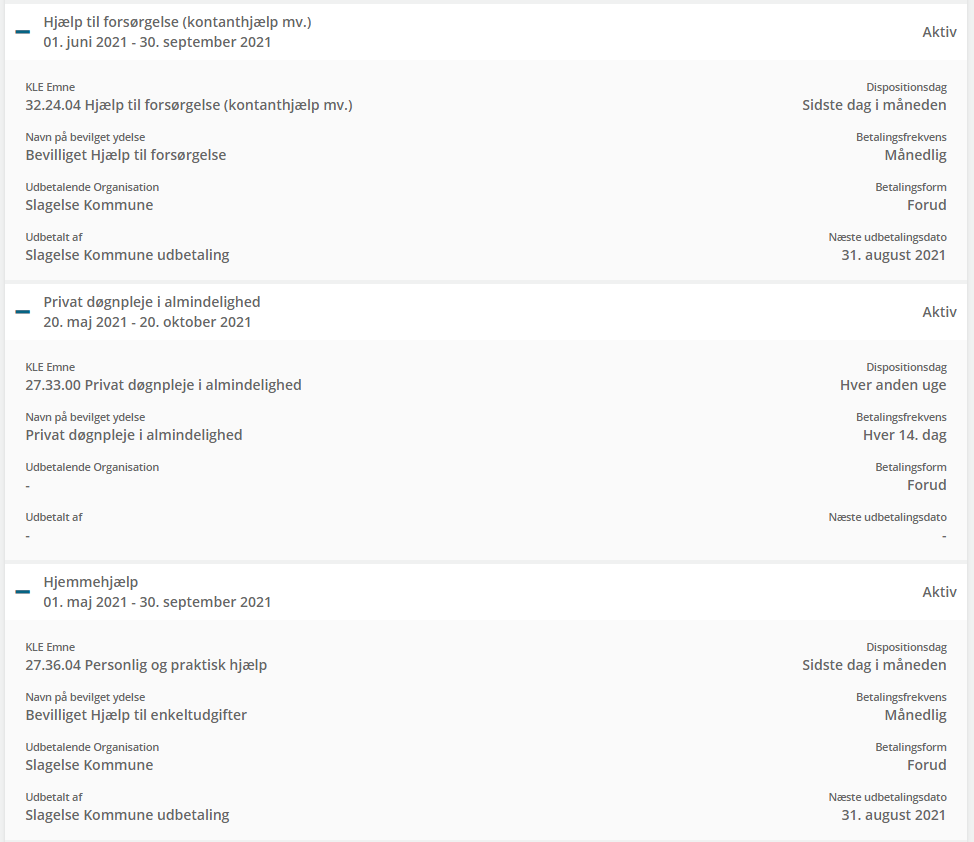 Hjælp til forsørgelse (kontanthjælp mv.)
01. juni 2021 - 30. september 2021
Aktiv
KLE Emne
32.24.04 Hjælp til forsørgelse (kontanthjælp mv.)
Dispositionsdag
Sidste dag i måneden
Navn på bevilget ydelse
Bevilliget Hjælp til forsørgelse
Betalingsfrekvens
Månedlig
Udbetalende Organisation
Slagelse Kommune
Betalingsform
Forud
Udbetalt af
Slagelse Kommune udbetaling
Næste udbetalingsdato
31. august 2021
Privat døgnpleje i almindelighed
20. maj 2021 - 20. oktober 2021
Aktiv
KLE Emne
27.33.00 Privat døgnpleje i almindelighed
Dispositionsdag
Hver anden uge
Navn på bevilget ydelse
Privat døgnpleje i almindelighed
Betalingsfrekvens
Hver 14. dag
Udbetalende Organisation
-
Betalingsform
Forud
Udbetalt af
-
Næste udbetalingsdato
-
Hjemmehjælp
01. maj 2021 - 30. september 2021
Aktiv
KLE Emne
27.36.04 Personlig og praktisk hjælp
Dispositionsdag
Sidste dag i måneden
Navn på bevilget ydelse
Bevilliget Hjælp til enkeltudgifter
Betalingsfrekvens
Månedlig
Udbetalende Organisation
Slagelse Kommune
Betalingsform
Forud
Udbetalt af
Slagelse Kommune udbetaling
Næste udbetalingsdato
31. august 2021